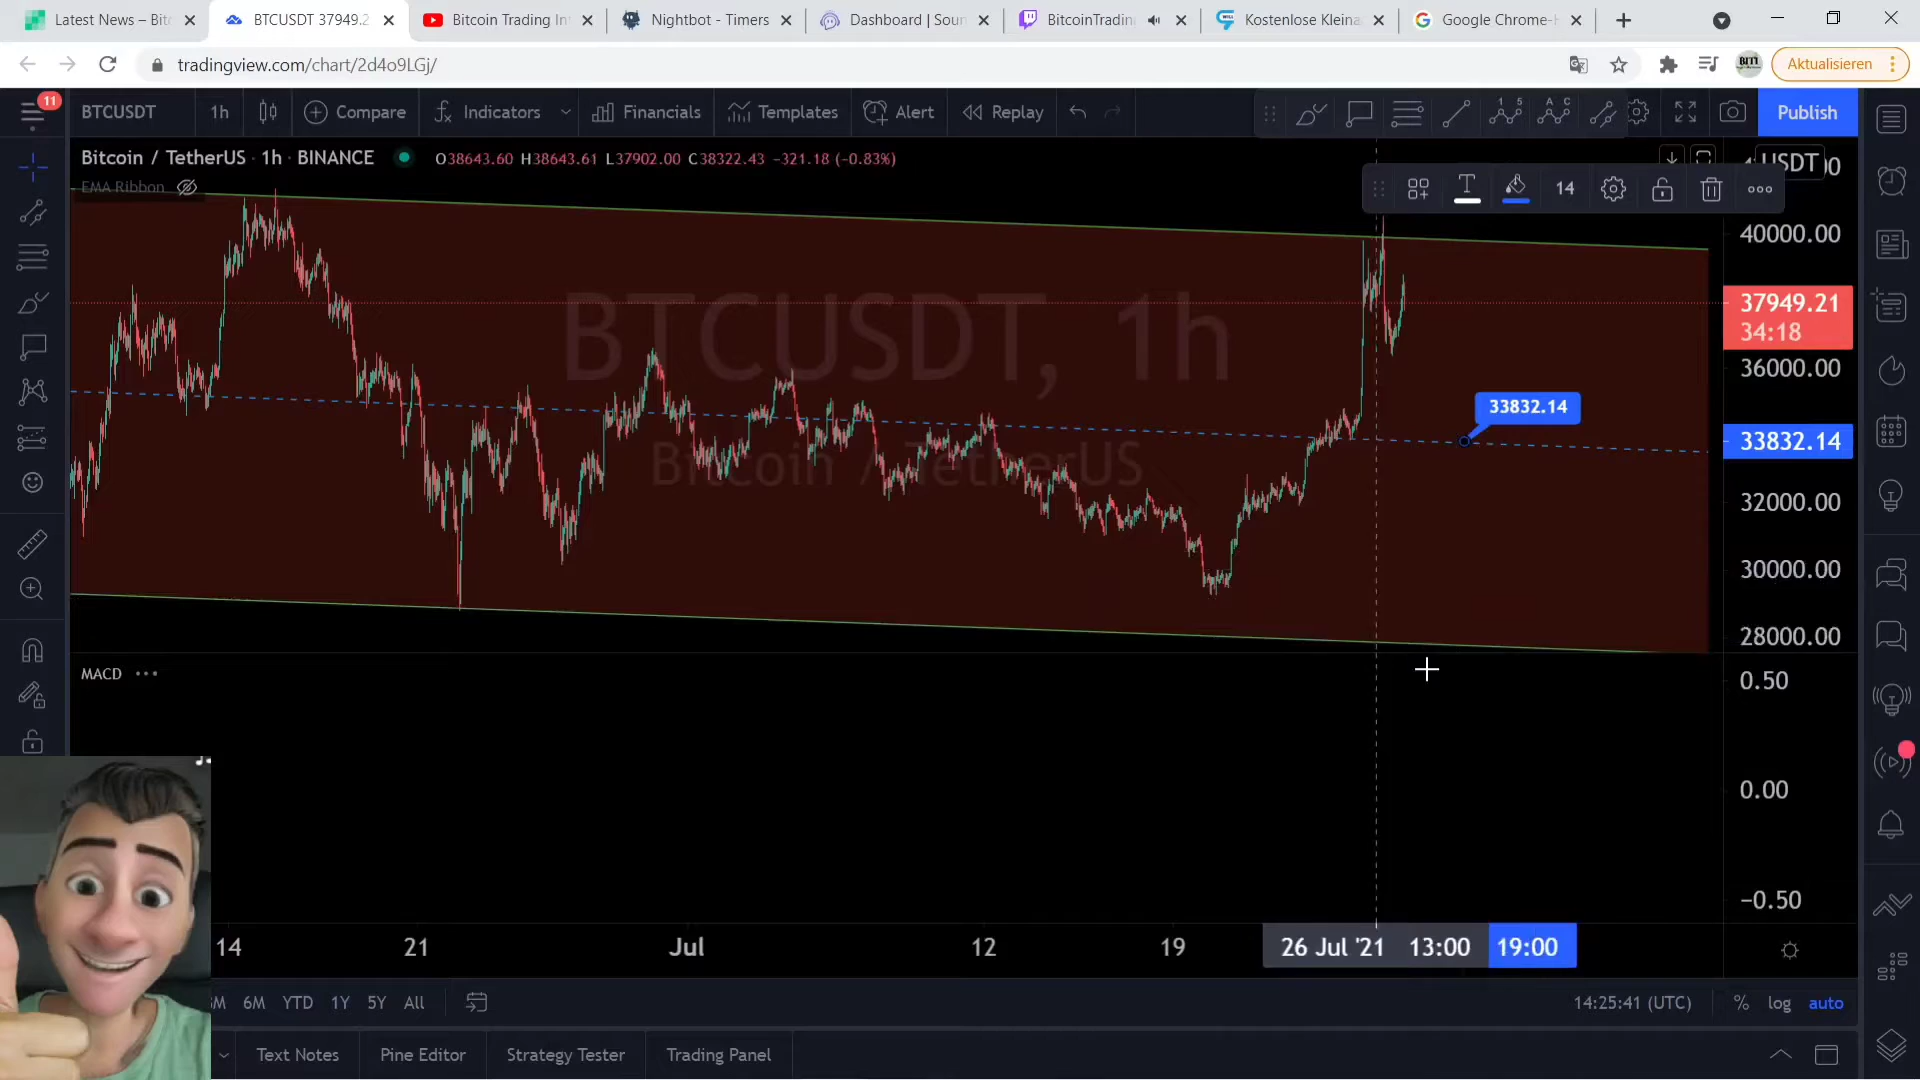 Latest News – Bit
BTCUSDT 37949.2
Bitcoin Trading In
Nightbot - Timers
Dashboard | Soun
BitcoinTrading
Kostenlose Kleina
Google Chrome-H
tradingview.com/chart/2d4o9LGj/
Aktualisieren
11
BTCUSDT 1h Compare Indicators Financials Templates Alert Replay Publish
Bitcoin / TetherUS · 1h · BINANCE O38643.60 H38643.61 L37902.00 C38322.43 −321.18 (−0.83%)
EMA Ribbon
USDT
14
40000.00
37949.21
34:18
36000.00
33832.14
33832.14
32000.00
30000.00
28000.00
BTCUSDT, 1h
Bitcoin / TetherUS
MACD
0.50
0.00
−0.50
14 21 Jul 12 19 26 Jul '21 13:00 19:00
6M YTD 1Y 5Y All
14:25:41 (UTC) % log auto
Text Notes Pine Editor Strategy Tester Trading Panel